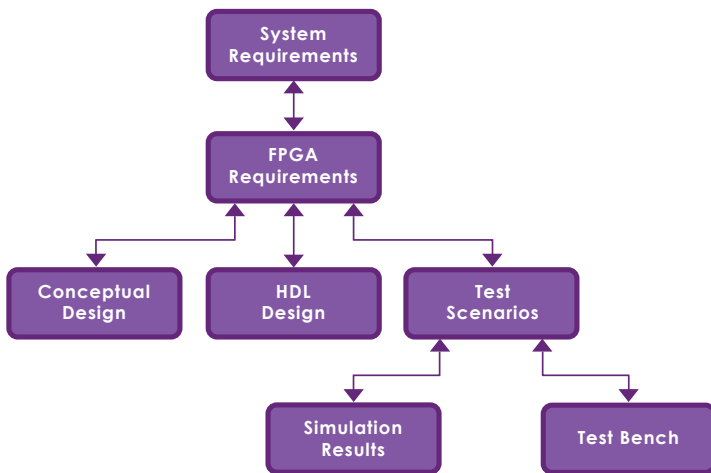 System
Requirements
FPGA
Requirements
Conceptual
Design
HDL
Design
Test
Scenarios
Simulation
Results
Test Bench